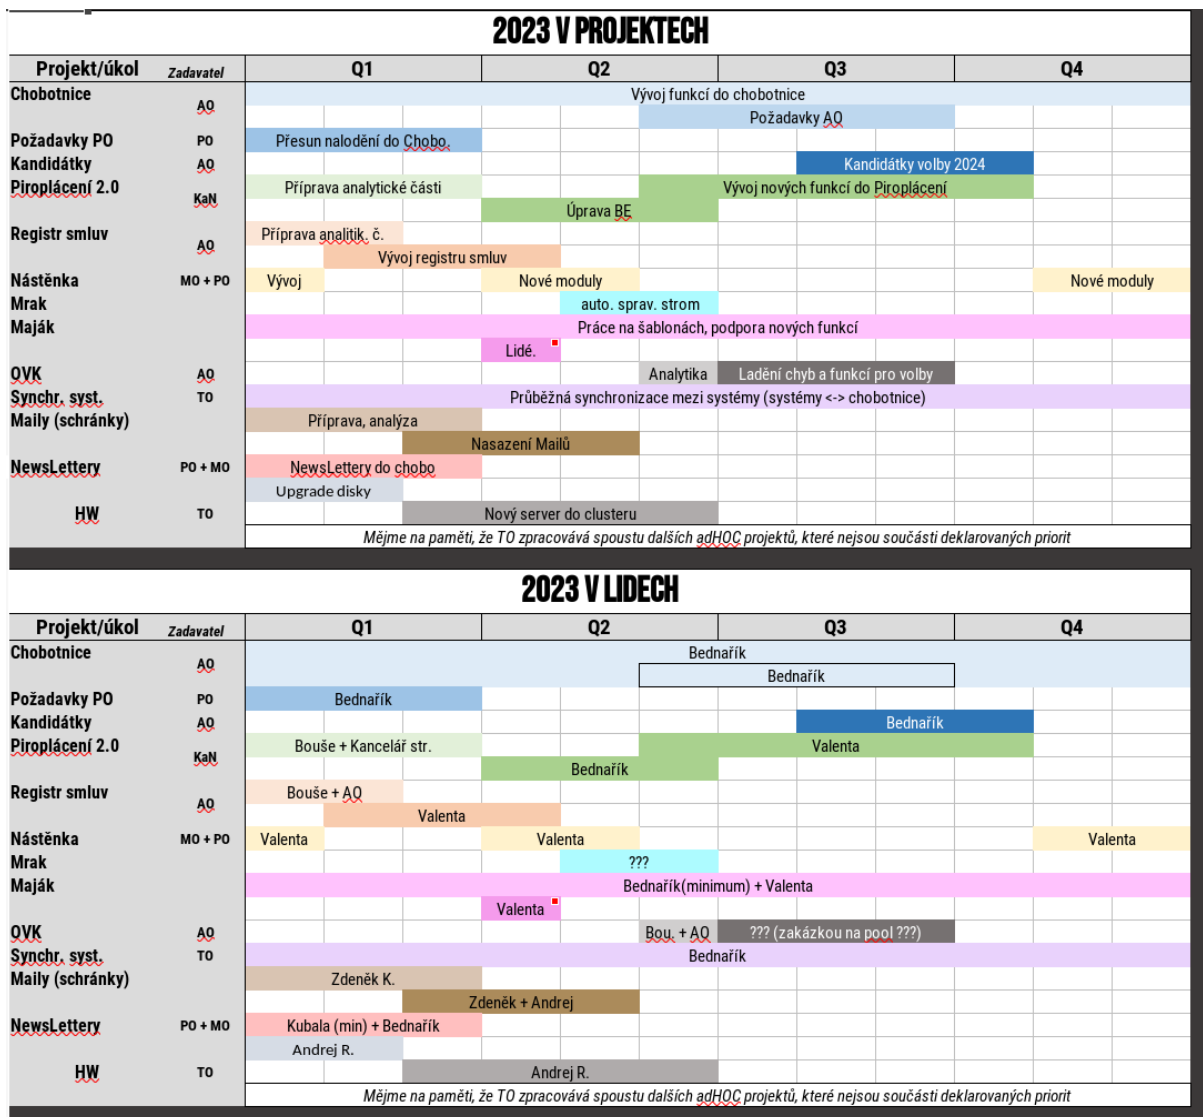 2023 V PROJEKTECH
Projekt/úkol Zadavatel Q1 Q2 Q3 Q4
Chobotnice AO Vývoj funkcí do chobotnice
Požadavky AO
Požadavky PO PO Přesun nalodění do Chobo.
Kandidátky AO Kandidátky volby 2024
Piroplácení 2.0 KaN Příprava analytické části Vývoj nových funkcí do Piroplácení
Úprava BE
Registr smluv AO Příprava analitik. č.
Vývoj registru smluv
Nástěnka MO + PO Vývoj Nové moduly Nové moduly
Mrak auto. sprav. strom
Maják Práce na šablonách, podpora nových funkcí
Lidé.
OVK AO Analytika Ladění chyb a funkcí pro volby
Synchr. syst. TO Průběžná synchronizace mezi systémy (systémy <-> chobotnice)
Maily (schránky) Příprava, analýza
Nasazení Mailů
NewsLettery PO + MO NewsLettery do chobo
Upgrade disky
HW TO Nový server do clusteru
Mějme na paměti, že TO zpracovává spoustu dalších adHOC projektů, které nejsou součásti deklarovaných priorit
2023 V LIDECH
Projekt/úkol Zadavatel Q1 Q2 Q3 Q4
Chobotnice AO Bednařík
Bednařík
Požadavky PO PO Bednařík
Kandidátky AO Bednařík
Piroplácení 2.0 KaN Bouše + Kancelář str. Valenta
Bednařík
Registr smluv AO Bouše + AO
Valenta
Nástěnka MO + PO Valenta Valenta Valenta
Mrak ???
Maják Bednařík(minimum) + Valenta
Valenta
OVK AO Bou. + AO ??? (zakázkou na pool ???)
Synchr. syst. TO Bednařík
Maily (schránky) Zdeněk K.
Zdeněk + Andrej
NewsLettery PO + MO Kubala (min) + Bednařík
Andrej R.
HW TO Andrej R.
Mějme na paměti, že TO zpracovává spoustu dalších adHOC projektů, které nejsou součásti deklarovaných priorit